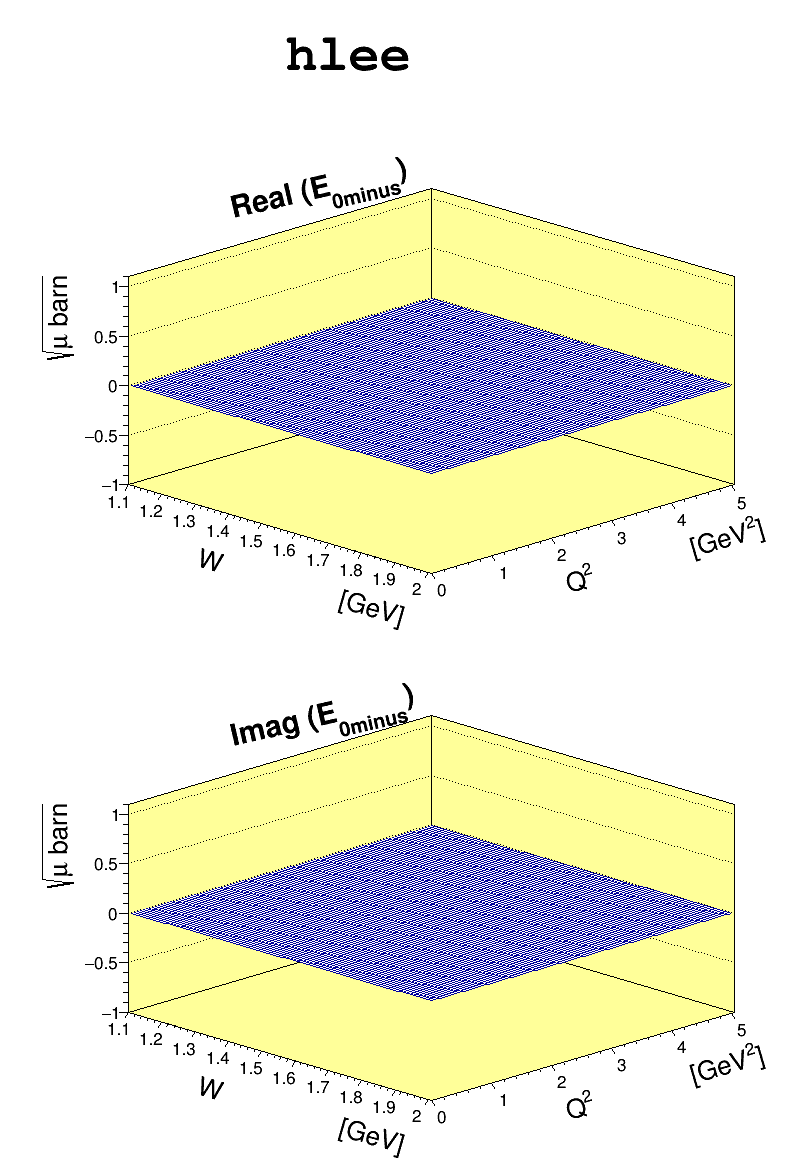 hlee
Real (E_0minus)
√μ barn
1
0.5
0
−0.5
−1
1.1 1.2 1.3 1.4 1.5 1.6 1.7 1.8 1.9 2
W
[GeV]
0 1 2 3 4 5
Q²
[GeV²]
Imag (E_0minus)
√μ barn
1
0.5
0
−0.5
−1
1.1 1.2 1.3 1.4 1.5 1.6 1.7 1.8 1.9 2
W
[GeV]
0 1 2 3 4 5
Q²
[GeV²]